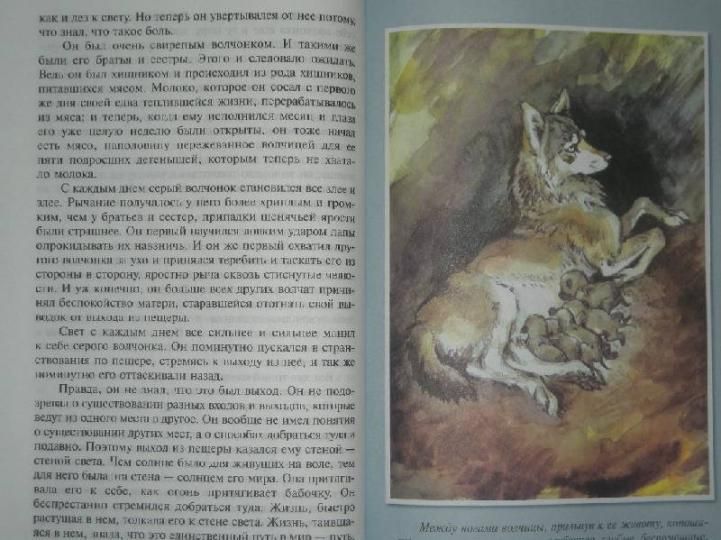 как и лез к свету. Но теперь он увертывался от нее потому,
что знал, что такое боль.
Он был очень свирепым волчонком. И такими же
были его братья и сестры. Этого и следовало ожидать.
Ведь он был хищником и происходил из рода хищников,
питавшихся мясом. Молоко, которое он сосал с первого
же дня своей едва теплившейся жизни, перерабатывалось
из мяса; и теперь, когда ему исполнился месяц и глаза
его уже целую неделю были открыты, он тоже начал
есть мясо, наполовину пережеванное волчицей для ее
пяти подросших детенышей, которым теперь не хвата-
ло молока.
С каждым днем серый волчонок становился все злее и
злее. Рычание получалось у него более хриплым и гром-
ким, чем у братьев и сестер, припадки щенячьей ярости
были страшнее. Он первый научился ловким ударом лапы
опрокидывать их навзничь. И он же первый схватил дру-
гого волчонка за ухо и принялся теребить и таскать его из
стороны в сторону, яростно рыча сквозь стиснутые челюс-
ти. И уж конечно, он больше всех других волчат причи-
нял беспокойство матери, старавшейся отогнать свой вы-
водок от выхода из пещеры.
Свет с каждым днем все сильнее и сильнее манил
к себе серого волчонка. Он поминутно пускался в стран-
ствования по пещере, стремясь к выходу из нее, и так же
поминутно его оттаскивали назад.
Правда, он не знал, что это был выход. Он не подо-
зревал о существовании разных входов и выходов, которые
ведут из одного места в другое. Он вообще не имел понятия
о существовании других мест, а о способах добраться туда и
подавно. Поэтому выход из пещеры казался ему стеной —
стеной света. Чем солнце было для живущих на воле, тем
для него была эта стена — солнцем его мира. Она притяги-
вала его к себе, как огонь притягивает бабочку. Он
беспрестанно стремился добраться туда. Жизнь, быстро
растущая в нем, толкала его к стене света. Жизнь, таивша-
яся в нем, знала, что это единственный путь в мир — путь,
Между ногами волчицы, прильнув к ее животу, копоши-